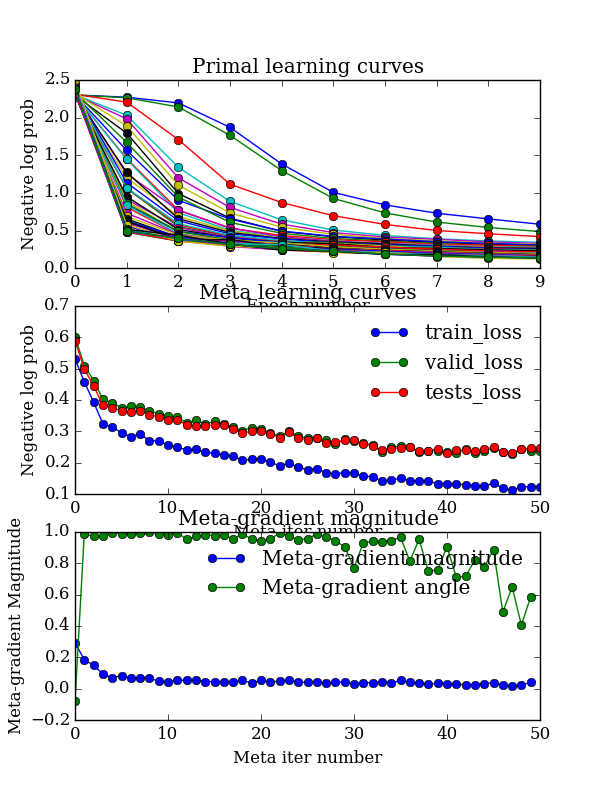 Primal learning curves
2.5
2.0
1.5
1.0
0.5
0.0
Negative log prob
0 1 2 3 4 5 6 7 8 9
Epoch number
Meta learning curves
0.7
0.6
0.5
0.4
0.3
0.2
0.1
Negative log prob
train_loss
valid_loss
tests_loss
0 10 20 30 40 50
Meta iter number
Meta-gradient magnitude
1.0
0.8
0.6
0.4
0.2
0.0
−0.2
Meta-gradient Magnitude
Meta-gradient magnitude
Meta-gradient angle
0 10 20 30 40 50
Meta iter number